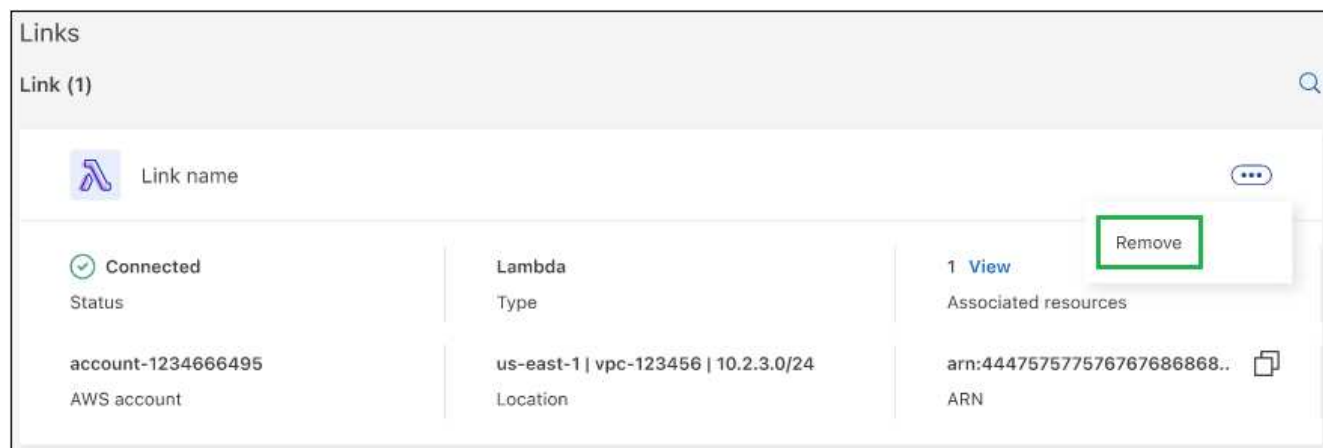 Links
Link (1)
Link name
Remove
Connected
Lambda
1 View
Status
Type
Associated resources
account-1234666495
us-east-1 | vpc-123456 | 10.2.3.0/24
arn:444757577576767686868..
AWS account
Location
ARN